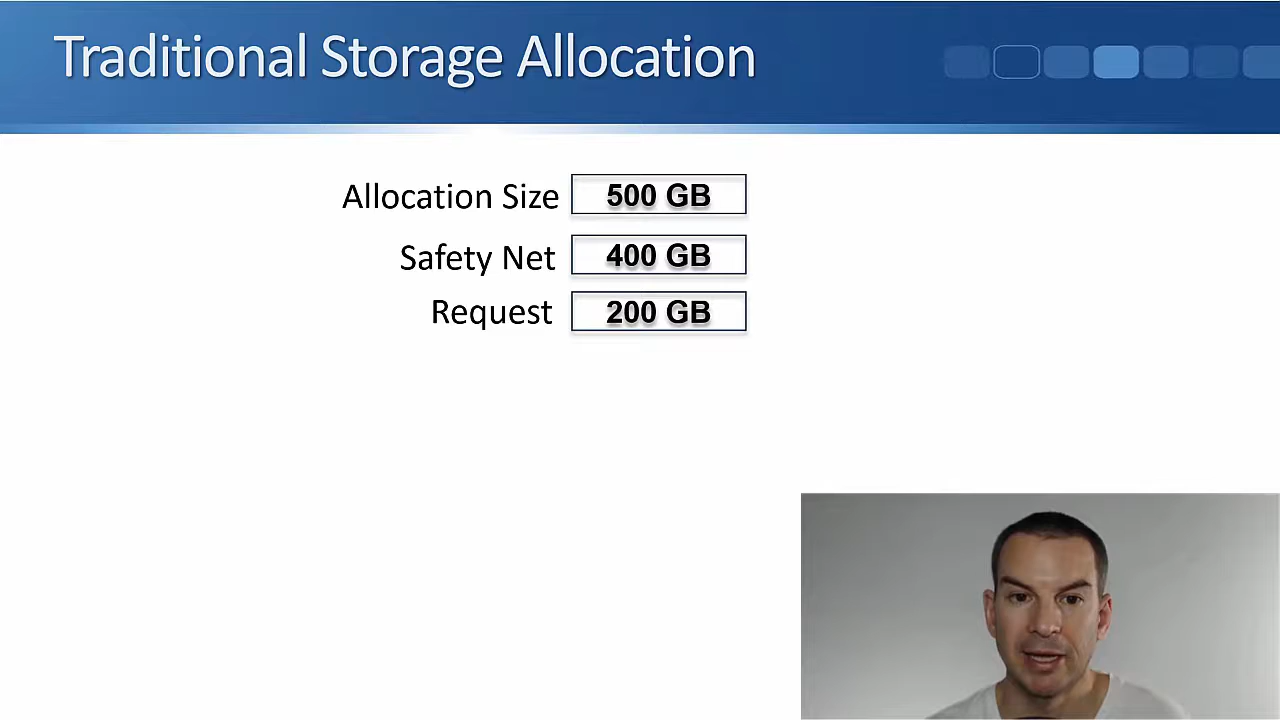 Traditional Storage Allocation
Allocation Size 500 GB
Safety Net 400 GB
Request 200 GB